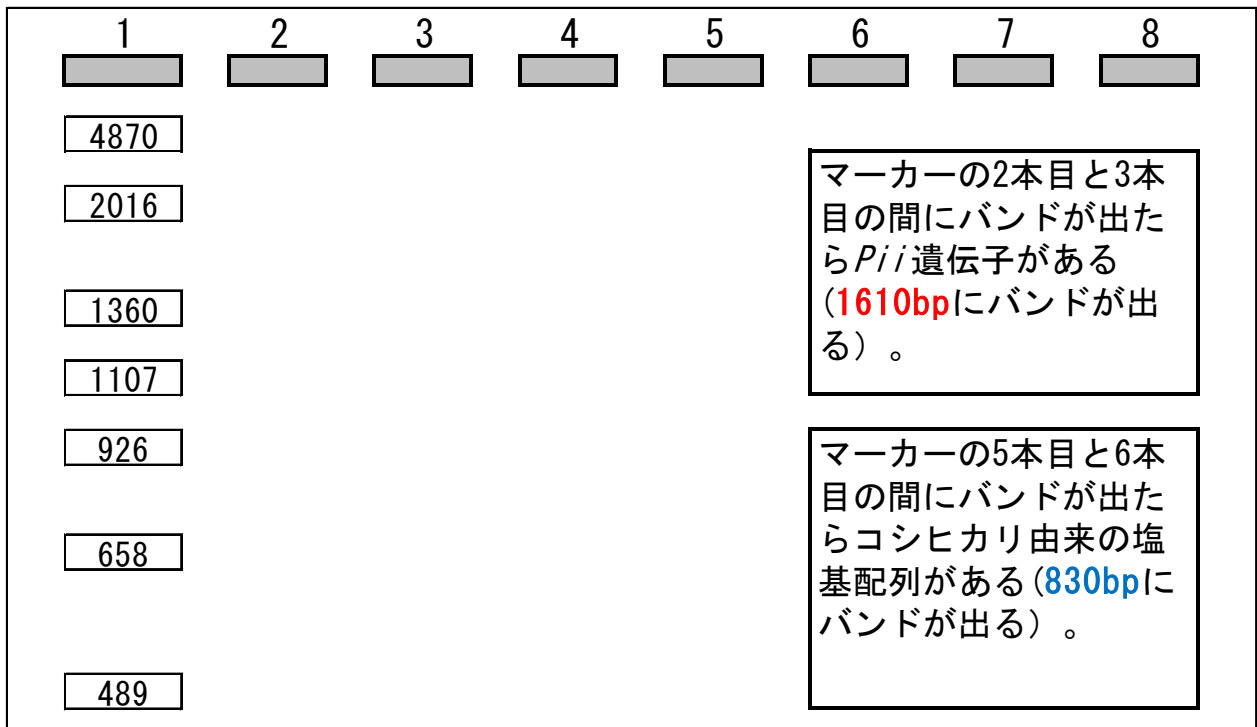 1 2 3 4 5 6 7 8
4870
2016
1360
1107
926
658
489
マーカーの2本目と3本
目の間にバンドが出た
らPii遺伝子がある
(1610bpにバンドが出
る）。
マーカーの5本目と6本
目の間にバンドが出た
らコシヒカリ由来の塩
基配列がある(830bpに
バンドが出る）。